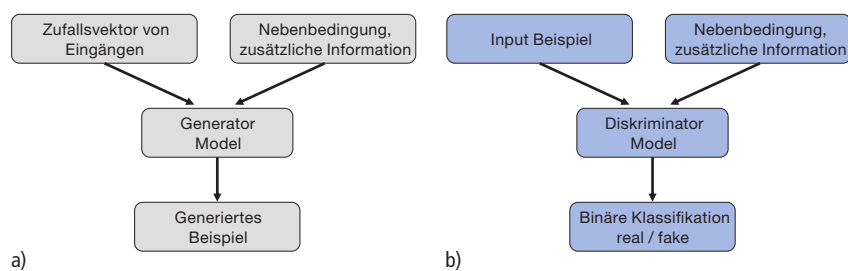 Zufallsvektor von
Eingängen
Nebenbedingung,
zusätzliche Information
Generator
Model
Generiertes
Beispiel
a)
Input Beispiel
Nebenbedingung,
zusätzliche Information
Diskriminator
Model
Binäre Klassifikation
real / fake
b)